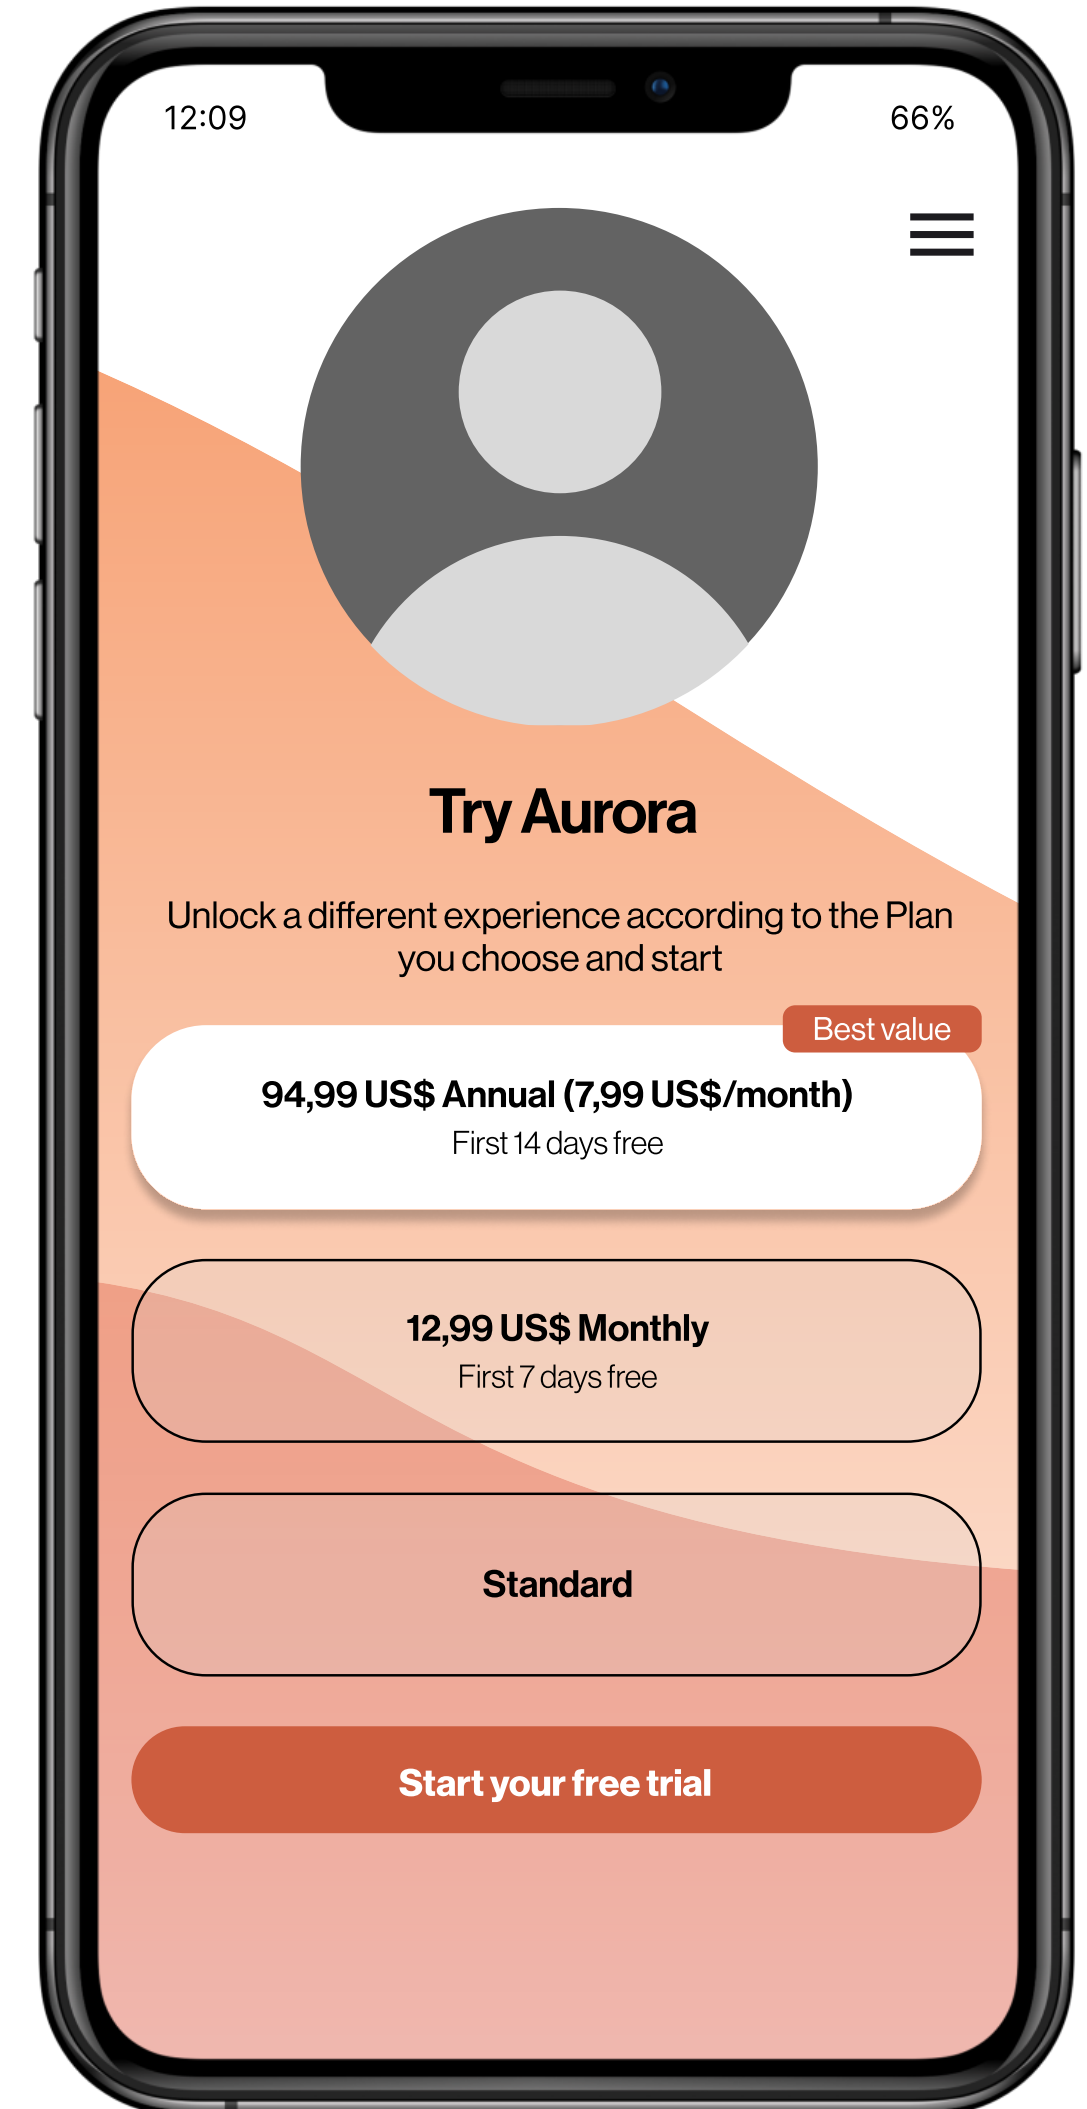 12:09
66%
Try Aurora
Unlock a different experience according to the Plan
you choose and start
Best value
94,99 US$ Annual (7,99 US$/month)
First 14 days free
12,99 US$ Monthly
First 7 days free
Standard
Start your free trial